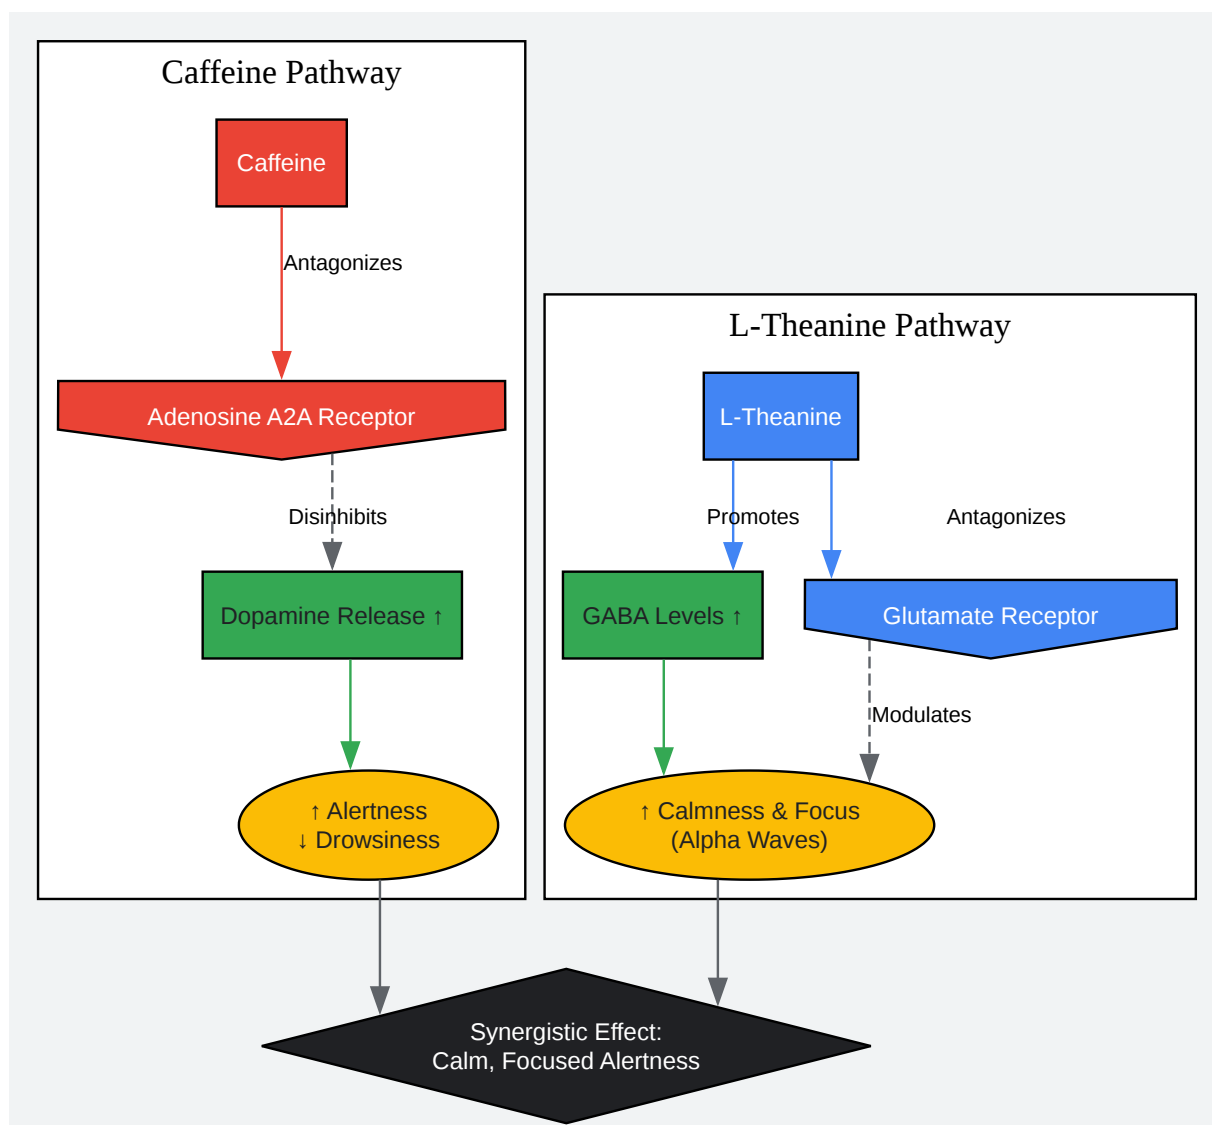 Caffeine Pathway
Caffeine
Antagonizes
Adenosine A2A Receptor
Disinhibits
Dopamine Release ↑
↑ Alertness
↓ Drowsiness
L-Theanine Pathway
L-Theanine
Promotes
Antagonizes
GABA Levels ↑
Glutamate Receptor
Modulates
↑ Calmness & Focus
(Alpha Waves)
Synergistic Effect:
Calm, Focused Alertness